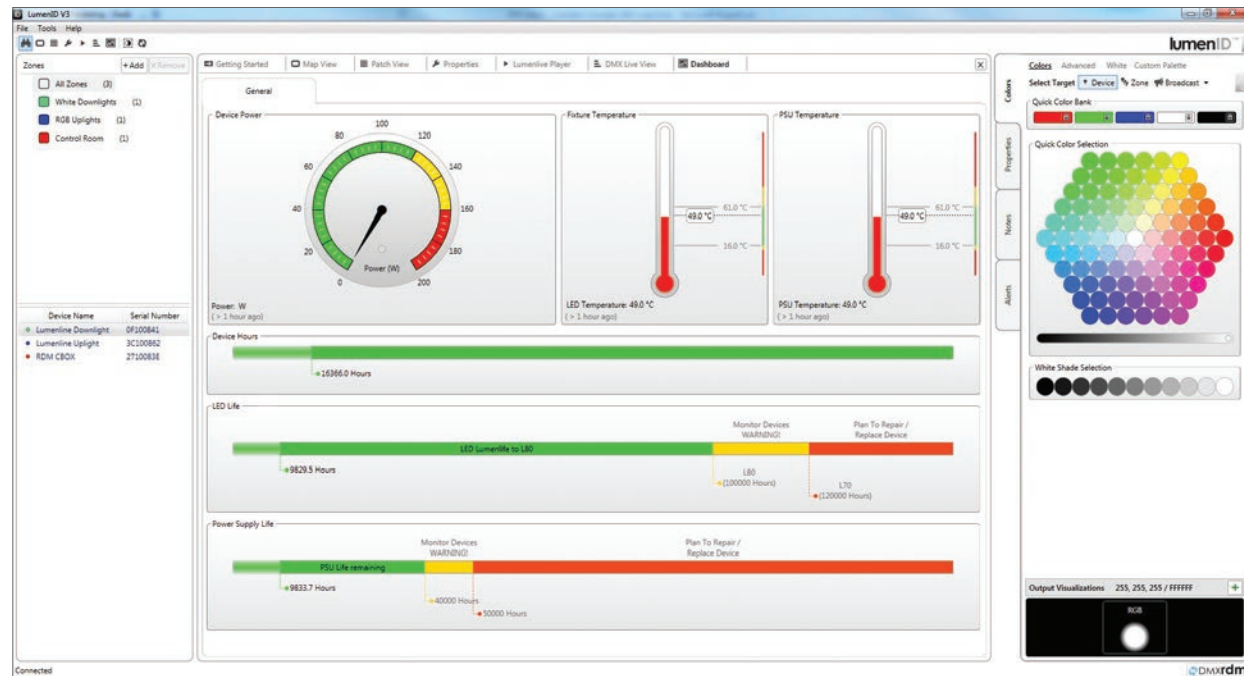 LumenID V3
File Tools Help
lumenID™
Zones
+Add
Remove
All Zones (3)
White Downlights (1)
RGB Uplights (1)
Control Room (1)
Device Name Serial Number
Lumenline Downlight 0F100841
Lumenline Uplight 3C100862
RDM CBOX 2710083E
Getting Started
Map View
Patch View
Properties
Lumenlive Player
DMX Live View
Dashboard
General
Device Power
0
20
40
60
80
100
120
140
160
180
200
Power (W)
Power: W
( > 1 hour ago)
Fixture Temperature
61.0 °C
49.0 °C
16.0 °C
LED Temperature: 49.0 °C
( > 1 hour ago)
PSU Temperature
61.0 °C
49.0 °C
16.0 °C
PSU Temperature: 49.0 °C
( > 1 hour ago)
Device Hours
16366.0 Hours
LED Life
Monitor Devices
WARNING!
Plan To Repair /
Replace Device
LED Lumenlife to L80
9829.5 Hours
L80
(100000 Hours)
L70
(120000 Hours)
Power Supply Life
Monitor Devices
WARNING!
Plan To Repair /
Replace Device
PSU Life remaining
9833.7 Hours
40000 Hours
50000 Hours
Colors
Properties
Notes
Alerts
Colors Advanced White Custom Palette
Select Target Device Zone Broadcast
Quick Color Bank
Quick Color Selection
White Shade Selection
Output Visualizations 255, 255, 255 / FFFFFF
RGB
Connected
DMXrdm